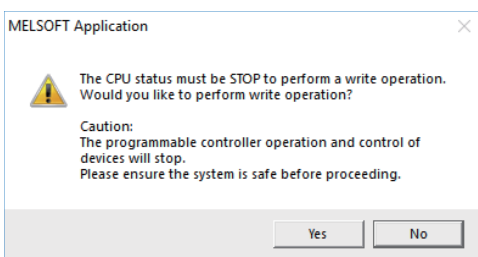 MELSOFT Application
The CPU status must be STOP to perform a write operation.
Would you like to perform write operation?
Caution:
The programmable controller operation and control of
devices will stop.
Please ensure the system is safe before proceeding.
Yes
No